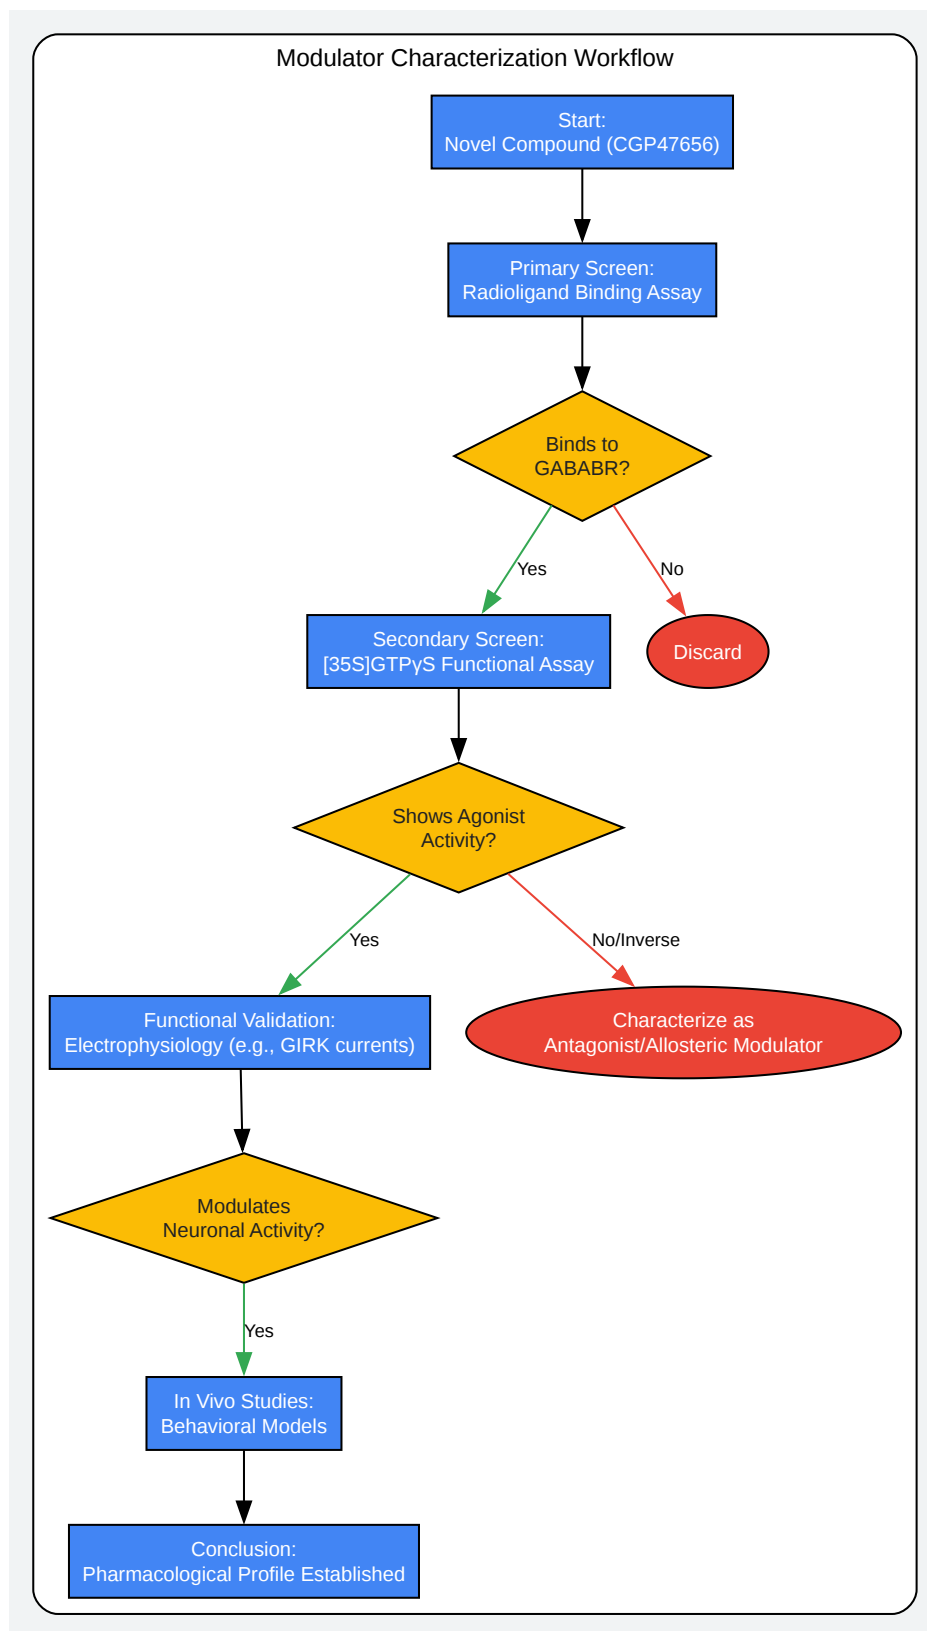 Modulator Characterization Workflow
Start:
Novel Compound (CGP47656)
Primary Screen:
Radioligand Binding Assay
Binds to
GABABR?
Yes
No
Secondary Screen:
[35S]GTPγS Functional Assay
Discard
Shows Agonist
Activity?
Yes
No/Inverse
Functional Validation:
Electrophysiology (e.g., GIRK currents)
Characterize as
Antagonist/Allosteric Modulator
Modulates
Neuronal Activity?
Yes
In Vivo Studies:
Behavioral Models
Conclusion:
Pharmacological Profile Established